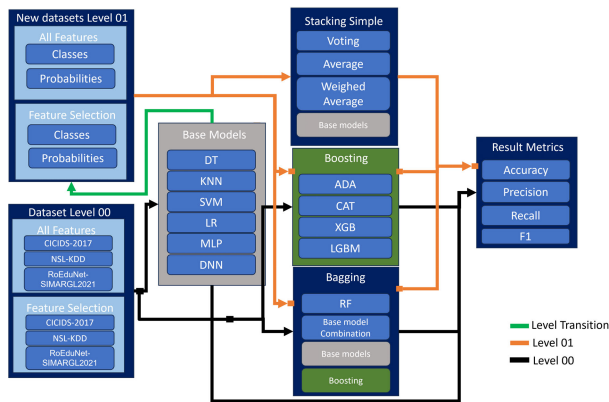 New datasets Level 01
All Features
Classes
Probabilities
Feature Selection
Classes
Probabilities
Dataset Level 00
All Features
CICIDS-2017
NSL-KDD
RoEduNet-
SIMARGL2021
Feature Selection
CICIDS-2017
NSL-KDD
RoEduNet-
SIMARGL2021
Base Models
DT
KNN
SVM
LR
MLP
DNN
Stacking Simple
Voting
Average
Weighed
Average
Base models
Boosting
ADA
CAT
XGB
LGBM
Bagging
RF
Base model
Combination
Base models
Boosting
Result Metrics
Accuracy
Precision
Recall
F1
Level Transition
Level 01
Level 00